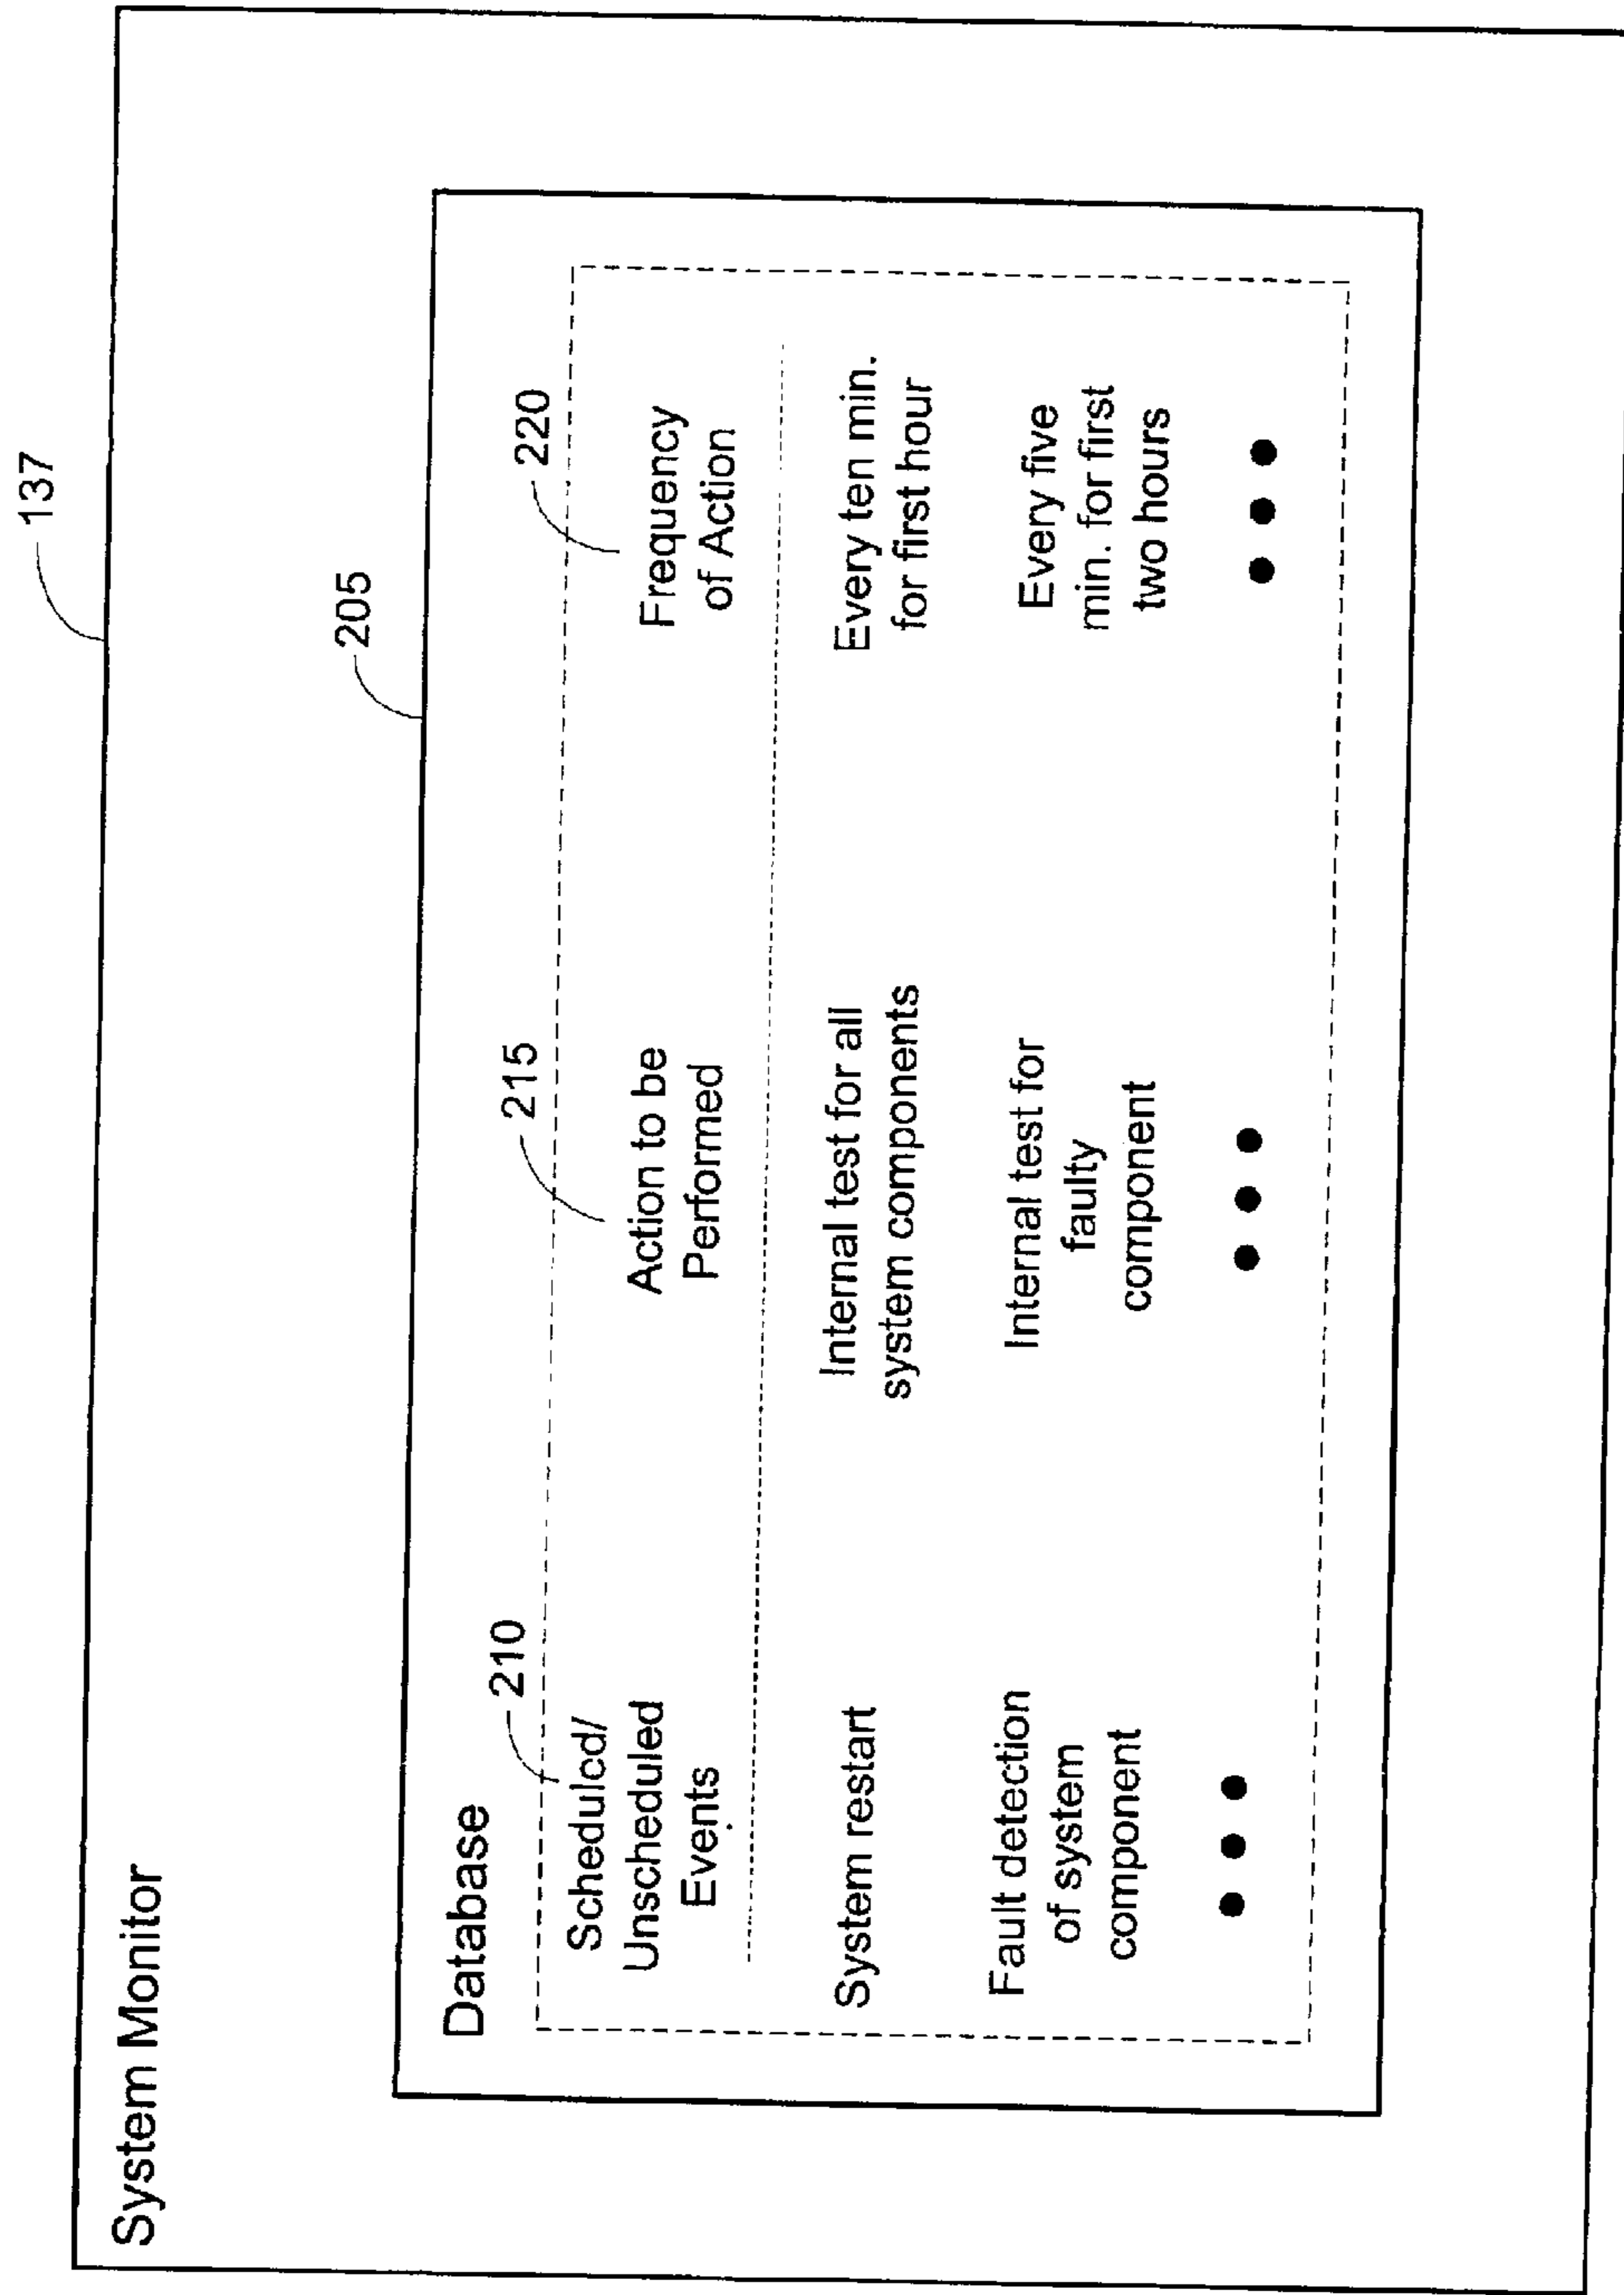 137
System Monitor
205
Database
210
215
220
Scheduled/
Unscheduled
Events
Action to be
Performed
Frequency
of Action
System restart
Internal test for all
system components
Every ten min.
for first hour
Fault detection
of system
component
Internal test for
faulty
component
Every five
min. for first
two hours